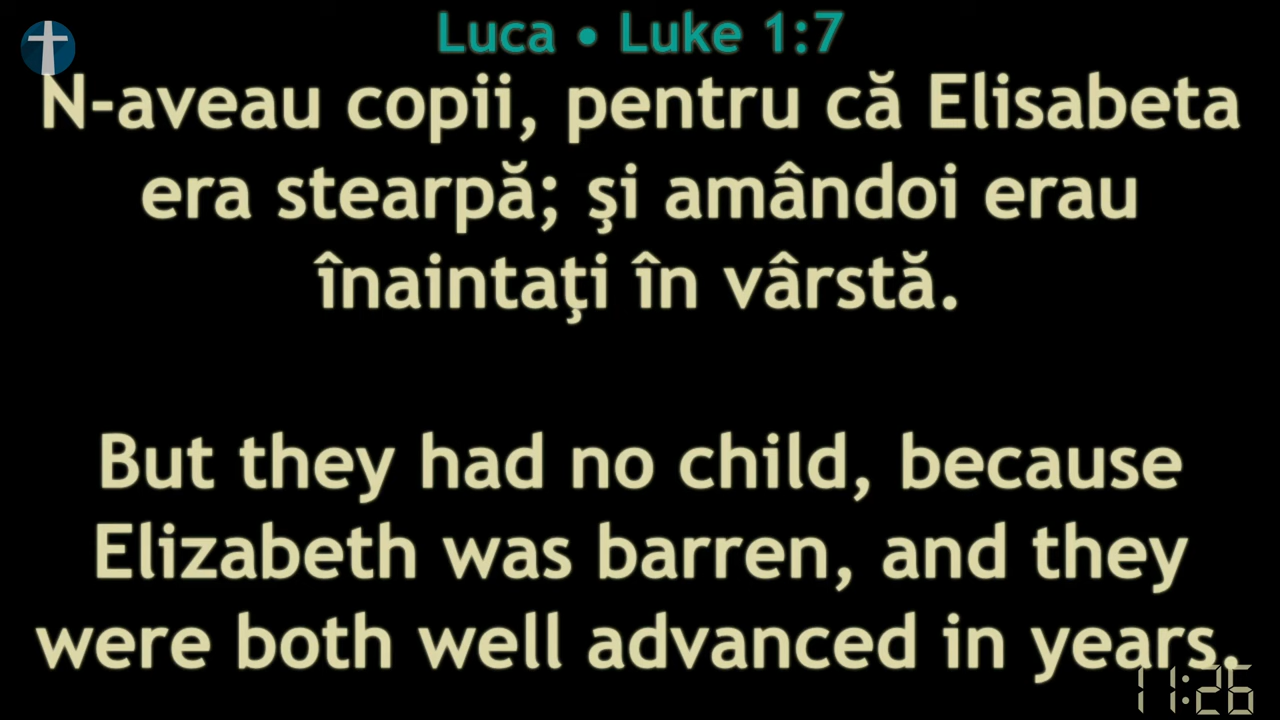 Luca • Luke 1:7
N-aveau copii, pentru că Elisabeta
era stearpă; şi amândoi erau
înaintaţi în vârstă.
But they had no child, because
Elizabeth was barren, and they
were both well advanced in years.
11:26